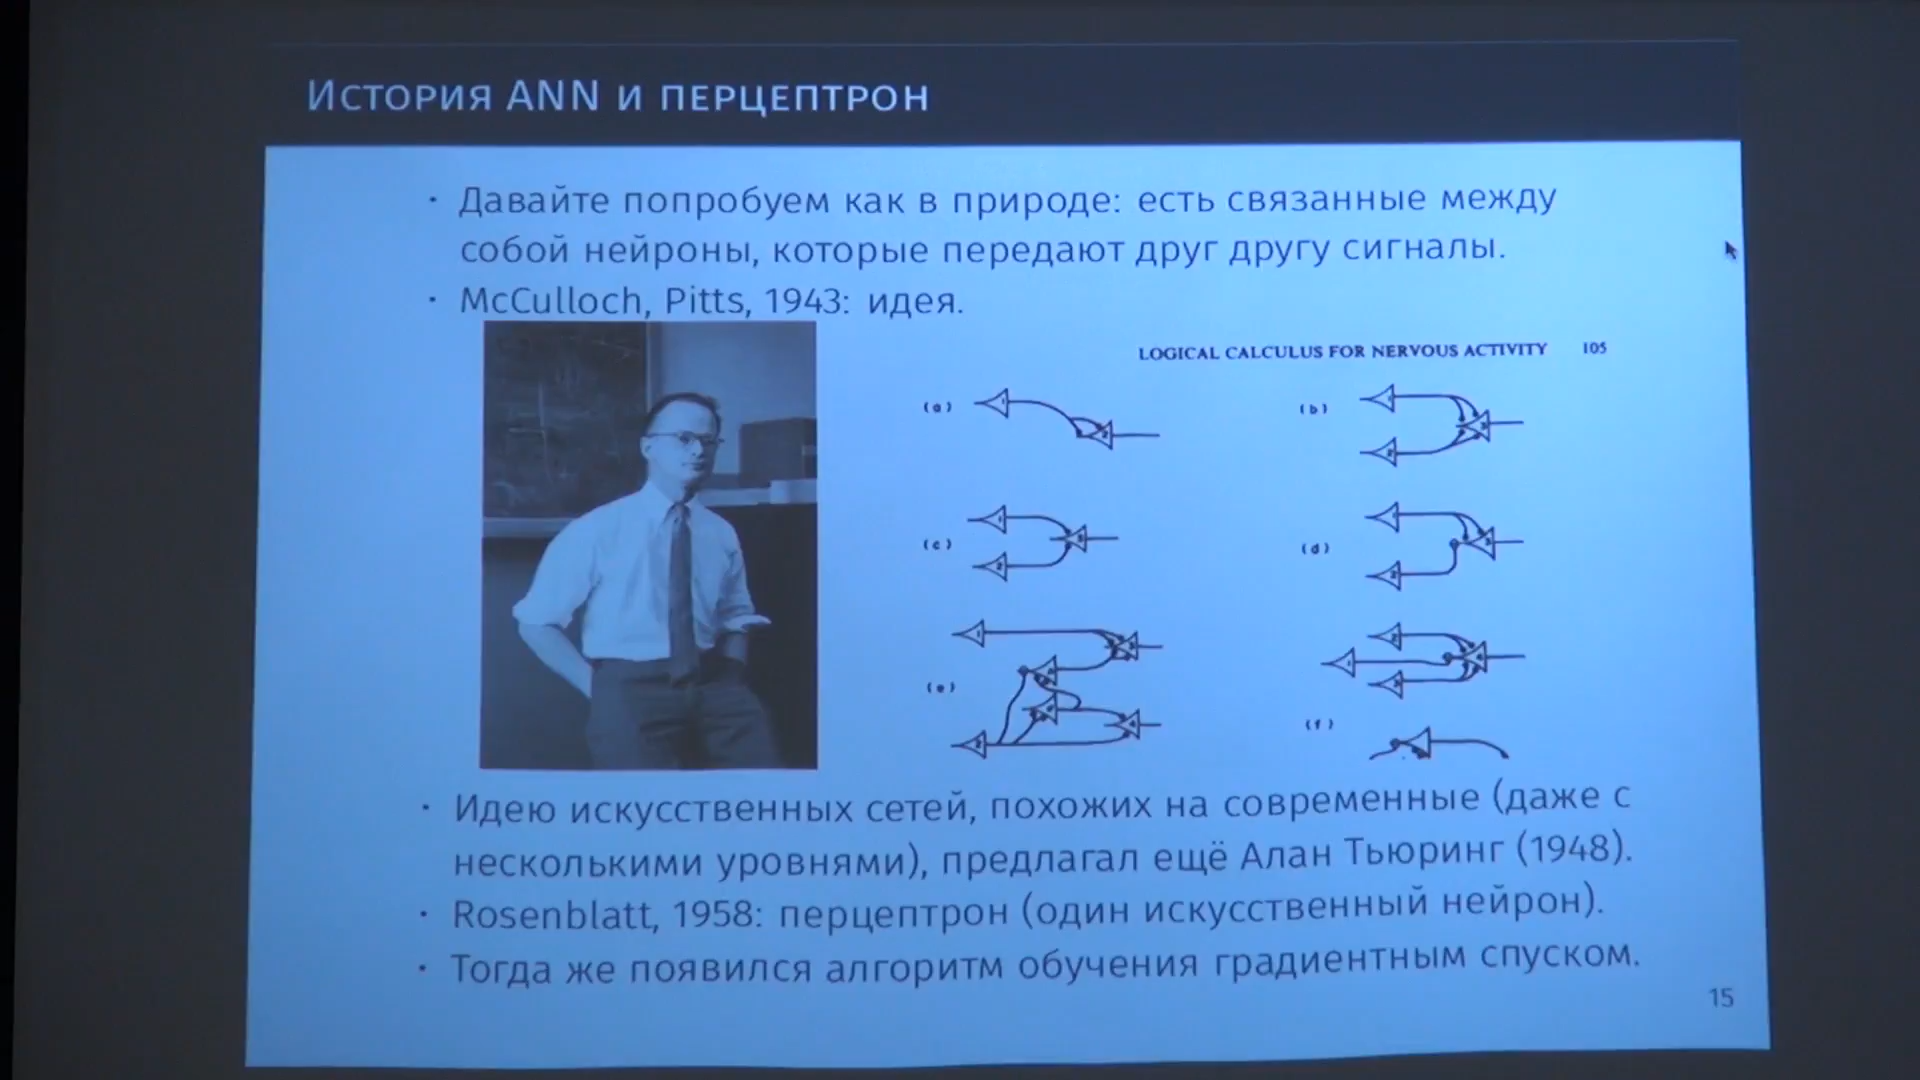 История ANN и перцептрон
· Давайте попробуем как в природе: есть связанные между
собой нейроны, которые передают друг другу сигналы.
· McCulloch, Pitts, 1943: идея.
LOGICAL CALCULUS FOR NERVOUS ACTIVITY 105
(a) (b)
(c) (d)
(e)
(f)
· Идею искусственных сетей, похожих на современные (даже с
несколькими уровнями), предлагал ещё Алан Тьюринг (1948).
· Rosenblatt, 1958: перцептрон (один искусственный нейрон).
· Тогда же появился алгоритм обучения градиентным спуском.
15